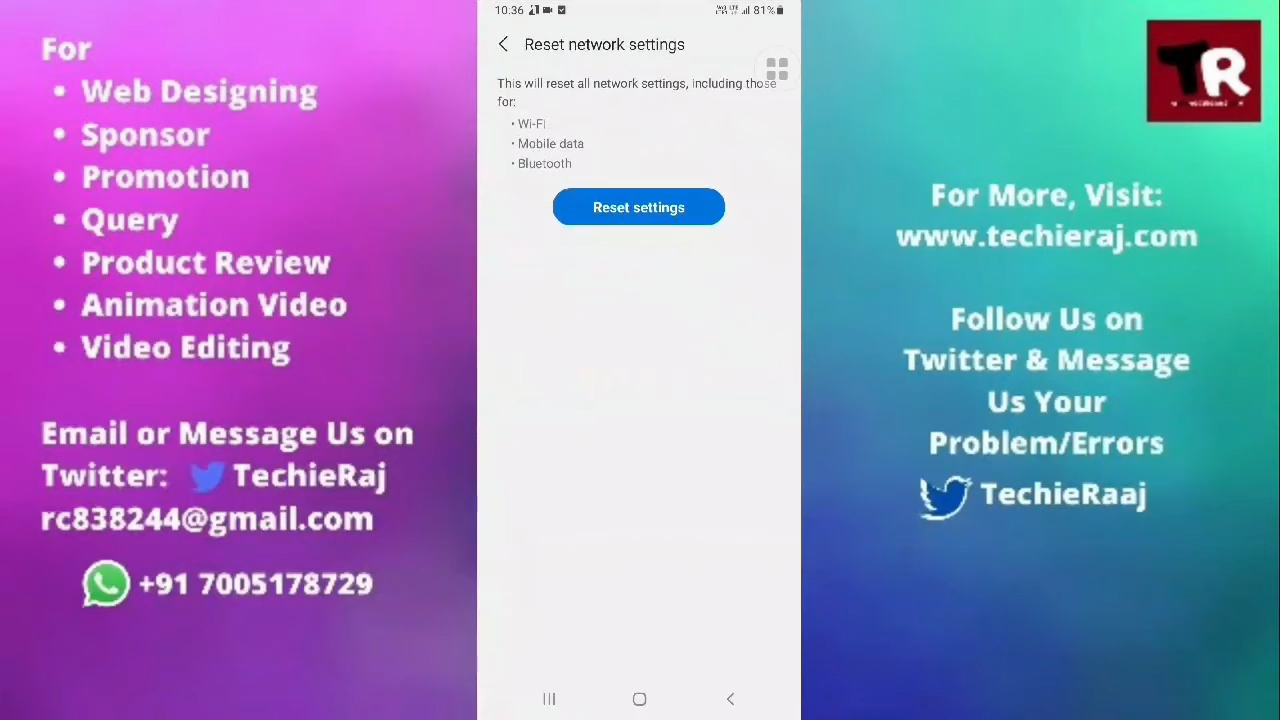 For
• Web Designing
• Sponsor
• Promotion
• Query
• Product Review
• Animation Video
• Video Editing
Email or Message Us on
Twitter: TechieRaj
rc838244@gmail.com
+91 7005178729
10.36
81%
Reset network settings
This will reset all network settings, including those
for:
• Wi-Fi
• Mobile data
• Bluetooth
Reset settings
TR
For More, Visit:
www.techieraj.com
Follow Us on
Twitter & Message
Us Your
Problem/Errors
TechieRaaj